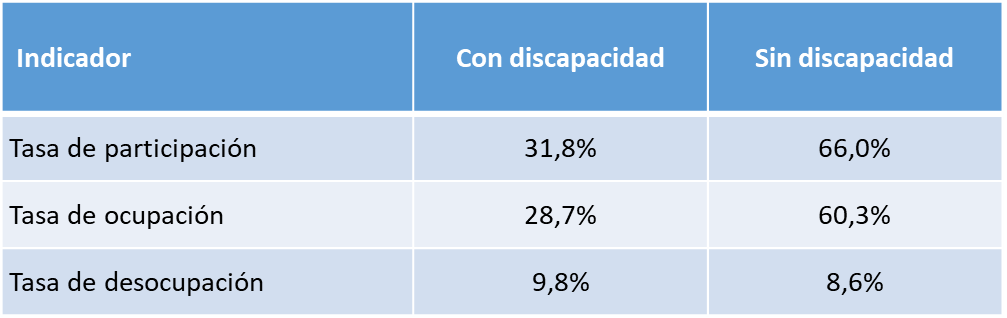 Indicador Con discapacidad Sin discapacidad
Tasa de participación 31,8% 66,0%
Tasa de ocupación 28,7% 60,3%
Tasa de desocupación 9,8% 8,6%